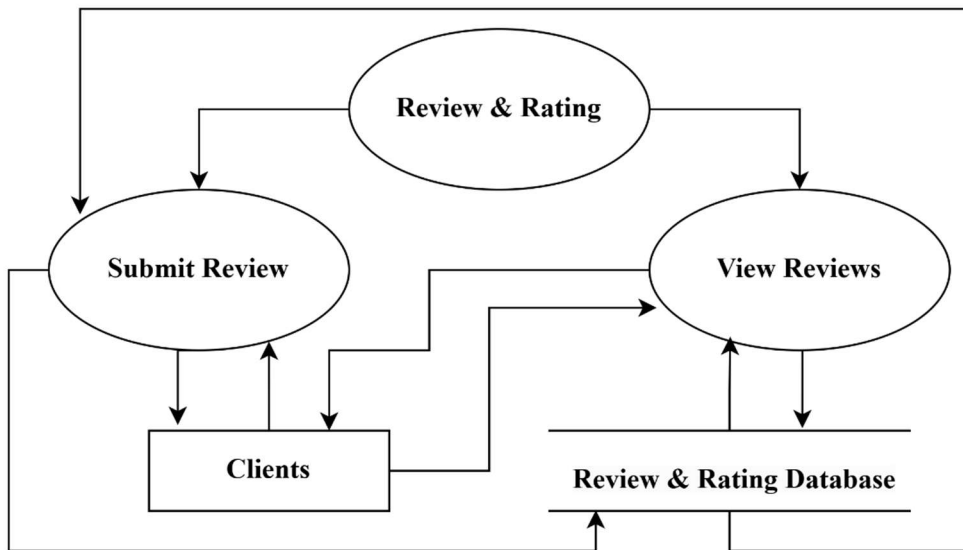 Review & Rating
Submit Review
View Reviews
Clients
Review & Rating Database